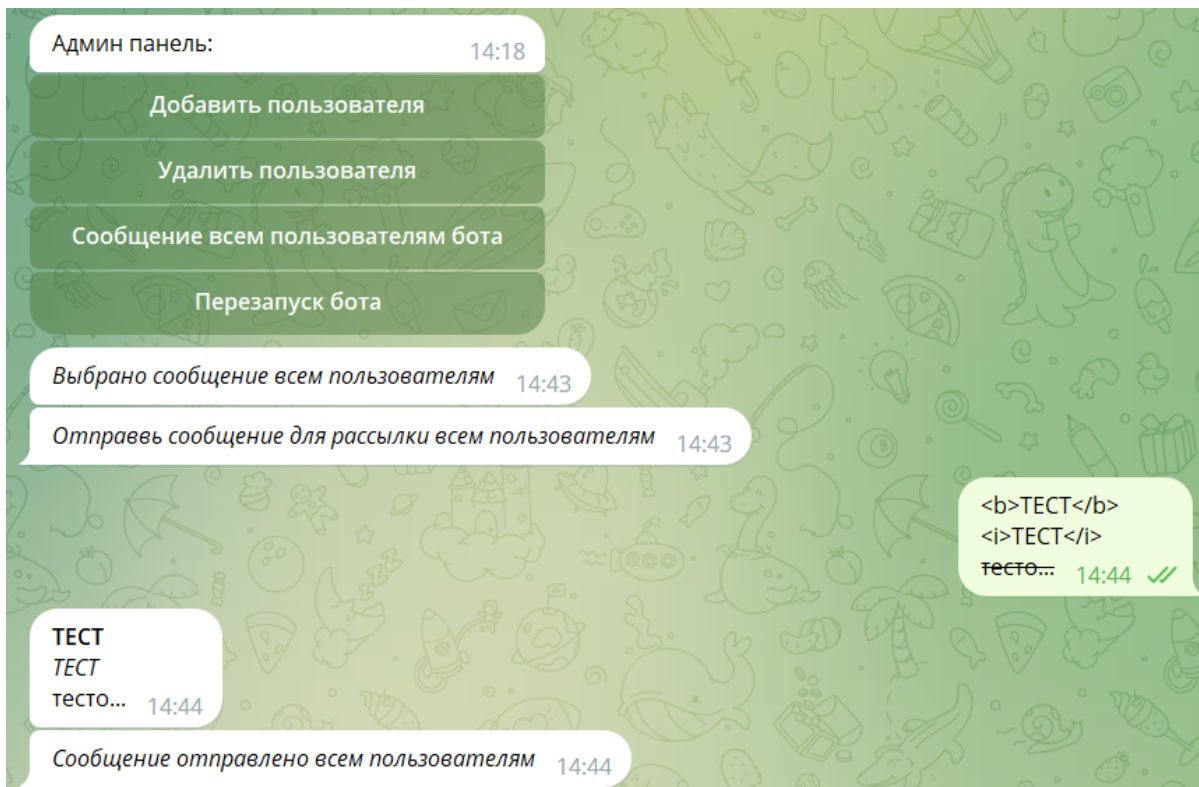 Админ панель:
14:18
Добавить пользователя
Удалить пользователя
Сообщение всем пользователям бота
Перезапуск бота
Выбрано сообщение всем пользователям 14:43
Отправвь сообщение для рассылки всем пользователям 14:43
<b>ТЕСТ</b>
<i>ТЕСТ</i>
тесто... 14:44
ТЕСТ
ТЕСТ
тесто... 14:44
Сообщение отправлено всем пользователям 14:44